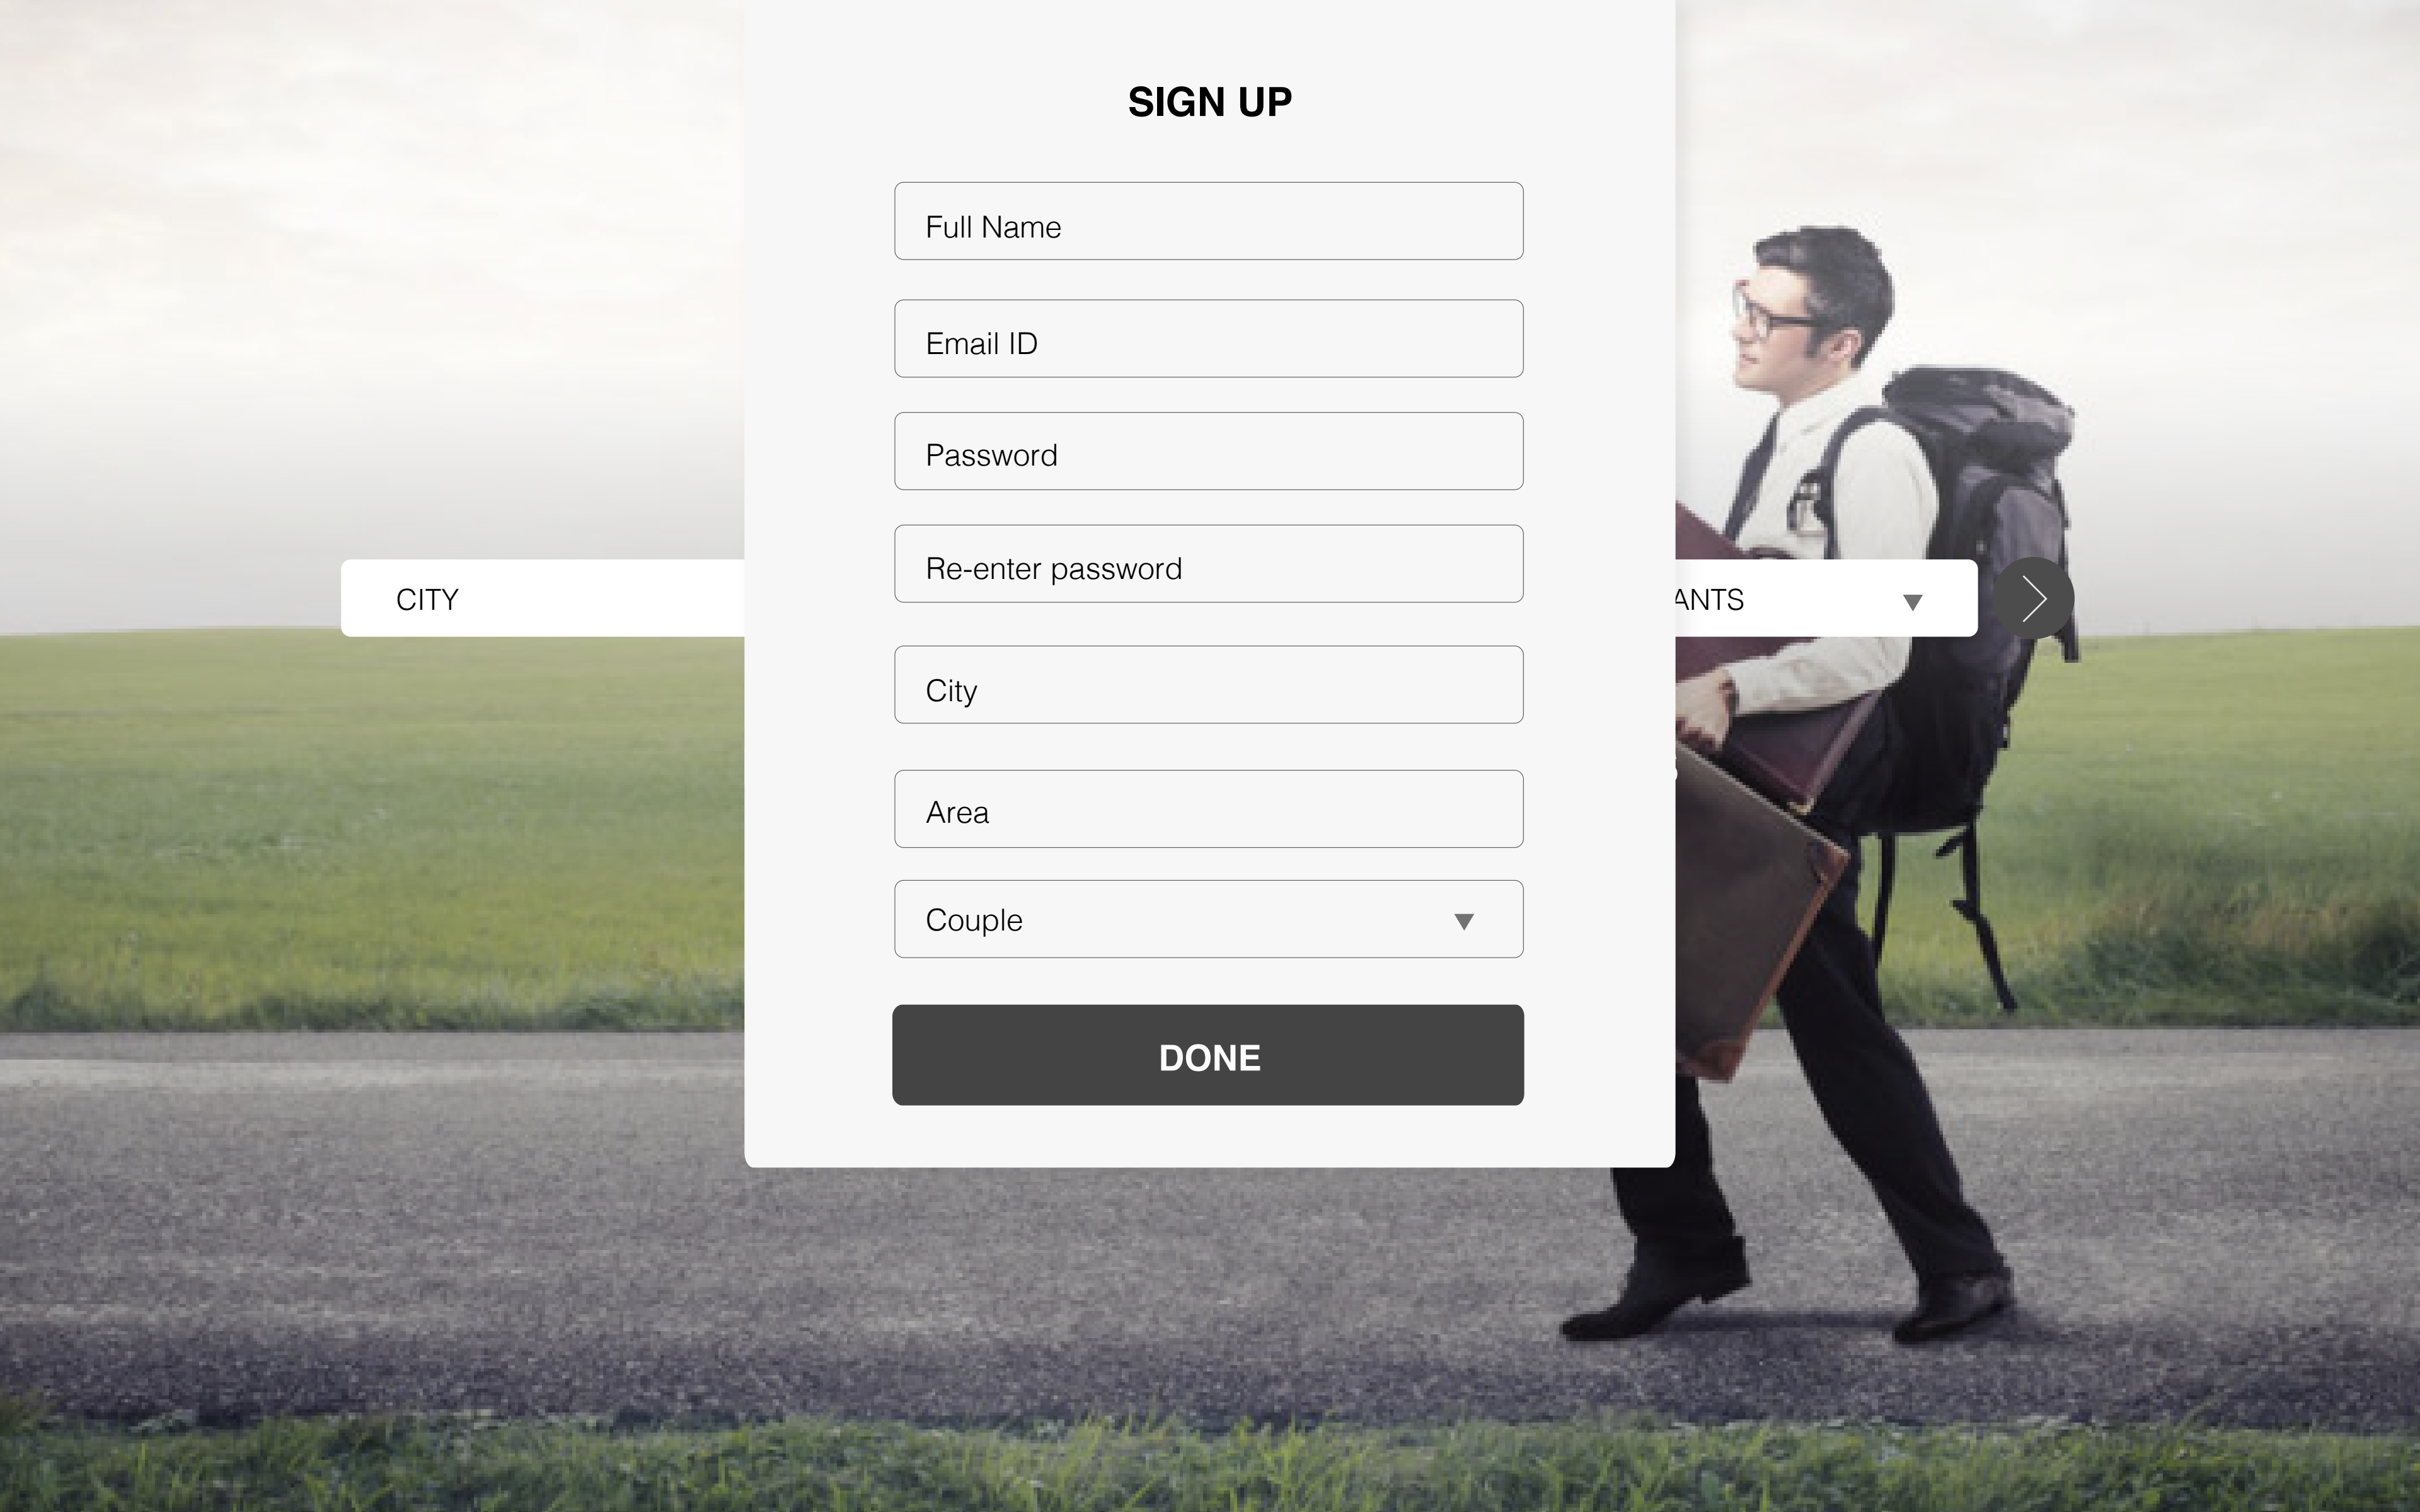 SIGN UP
Full Name
Email ID
Password
Re-enter password
CITY
ANTS
City
Area
Couple
DONE